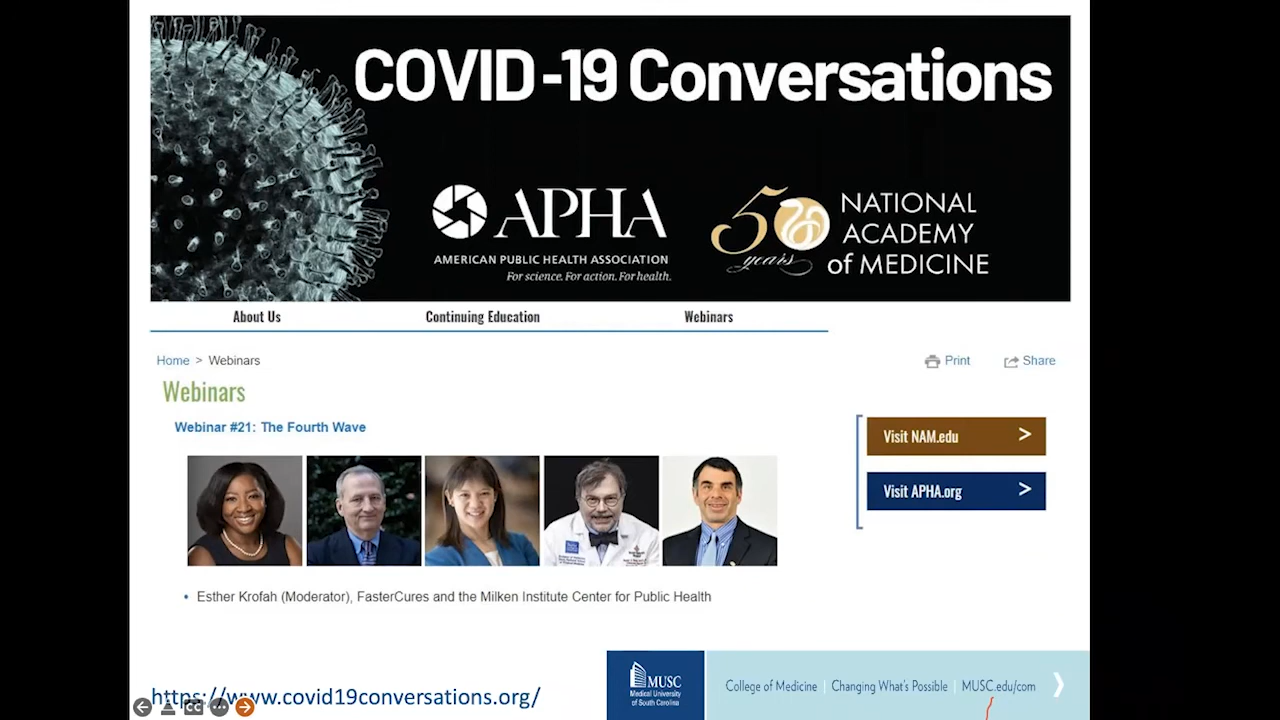 COVID-19 Conversations
APHA
AMERICAN PUBLIC HEALTH ASSOCIATION
For science. For action. For health.
50 years
NATIONAL
ACADEMY
of MEDICINE
About Us
Continuing Education
Webinars
Home > Webinars
Print
Share
Webinars
Webinar #21: The Fourth Wave
Visit NAM.edu >
Visit APHA.org >
• Esther Krofah (Moderator), FasterCures and the Milken Institute Center for Public Health
https://www.covid19conversations.org/
CC
MUSC
Medical University
of South Carolina
College of Medicine | Changing What's Possible | MUSC.edu/com